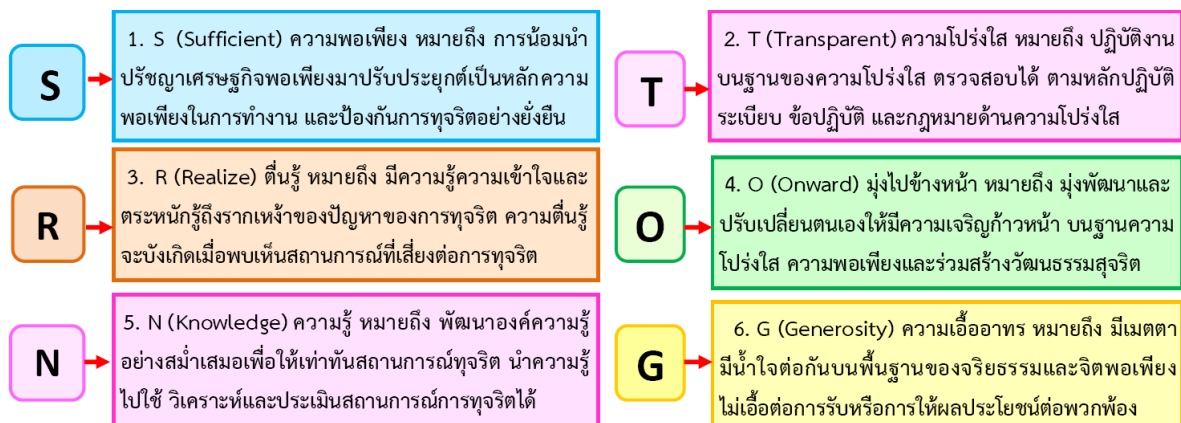 S
1. S (Sufficient) ความพอเพียง หมายถึง การน้อมนำ
ปรัชญาเศรษฐกิจพอเพียงมาปรับประยุกต์เป็นหลักความ
พอเพียงในการทำงาน และป้องกันการทุจริตอย่างยั่งยืน
T
2. T (Transparent) ความโปร่งใส หมายถึง ปฏิบัติงาน
บนฐานของความโปร่งใส ตรวจสอบได้ ตามหลักปฏิบัติ
ระเบียบ ข้อปฏิบัติ และกฎหมายด้านความโปร่งใส
R
3. R (Realize) ตื่นรู้ หมายถึง มีความรู้ความเข้าใจและ
ตระหนักรู้ถึงรากเหง้าของปัญหาของการทุจริต ความตื่นรู้
จะบังเกิดเมื่อพบเห็นสถานการณ์ที่เสี่ยงต่อการทุจริต
O
4. O (Onward) มุ่งไปข้างหน้า หมายถึง มุ่งพัฒนาและ
ปรับเปลี่ยนตนเองให้มีความเจริญก้าวหน้า บนฐานความ
โปร่งใส ความพอเพียงและร่วมสร้างวัฒนธรรมสุจริต
N
5. N (Knowledge) ความรู้ หมายถึง พัฒนาองค์ความรู้
อย่างสม่ำเสมอเพื่อให้เท่าทันสถานการณ์ทุจริต นำความรู้
ไปใช้ วิเคราะห์และประเมินสถานการณ์การทุจริตได้
G
6. G (Generosity) ความเอื้ออาทร หมายถึง มีเมตตา
มีน้ำใจต่อกันบนพื้นฐานของจริยธรรมและจิตพอเพียง
ไม่เอื้อต่อการรับหรือการให้ผลประโยชน์ต่อพวกพ้อง